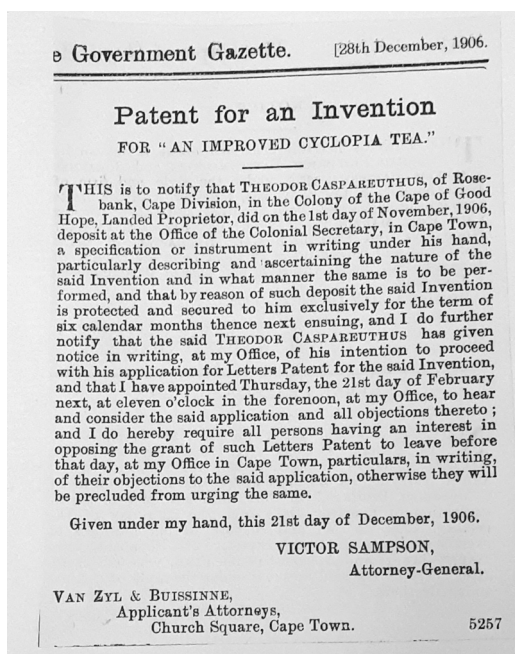 e Government Gazette. [28th December, 1906.
Patent for an Invention
FOR "AN IMPROVED CYCLOPIA TEA."
THIS is to notify that THEODOR CASPAREUTHUS, of Rose-
bank, Cape Division, in the Colony of the Cape of Good
Hope, Landed Proprietor, did on the 1st day of November, 1906,
deposit at the Office of the Colonial Secretary, in Cape Town,
a specification or instrument in writing under his hand,
particularly describing and ascertaining the nature of the
said Invention and in what manner the same is to be per-
formed, and that by reason of such deposit the said Invention
is protected and secured to him exclusively for the term of
six calendar months thence next ensuing, and I do further
notify that the said THEODOR CASPAREUTHUS has given
notice in writing, at my Office, of his intention to proceed
with his application for Letters Patent for the said Invention,
and that I have appointed Thursday, the 21st day of February
next, at eleven o'clock in the forenoon, at my Office, to hear
and consider the said application and all objections thereto ;
and I do hereby require all persons having an interest in
opposing the grant of such Letters Patent to leave before
that day, at my Office in Cape Town, particulars, in writing,
of their objections to the said application, otherwise they will
be precluded from urging the same.
Given under my hand, this 21st day of December, 1906.
VICTOR SAMPSON,
Attorney-General.
VAN ZYL & BUISSINNE,
Applicant's Attorneys,
Church Square, Cape Town. 5257